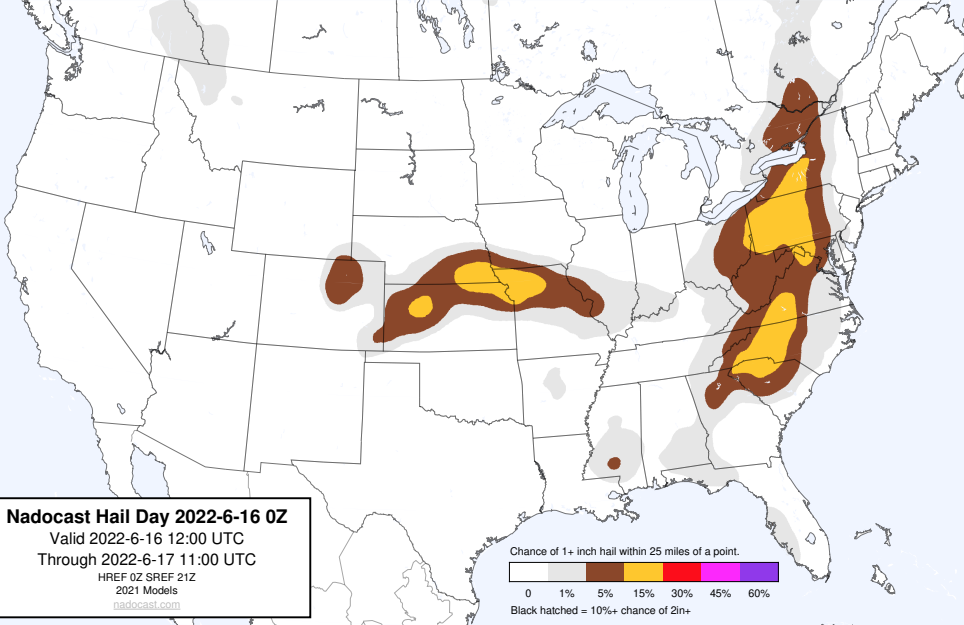 Nadocast Hail Day 2022-6-16 0Z
Valid 2022-6-16 12:00 UTC
Through 2022-6-17 11:00 UTC
HREF 0Z SREF 21Z
2021 Models
nadocast.com
Chance of 1+ inch hail within 25 miles of a point.
0 1% 5% 15% 30% 45% 60%
Black hatched = 10%+ chance of 2in+